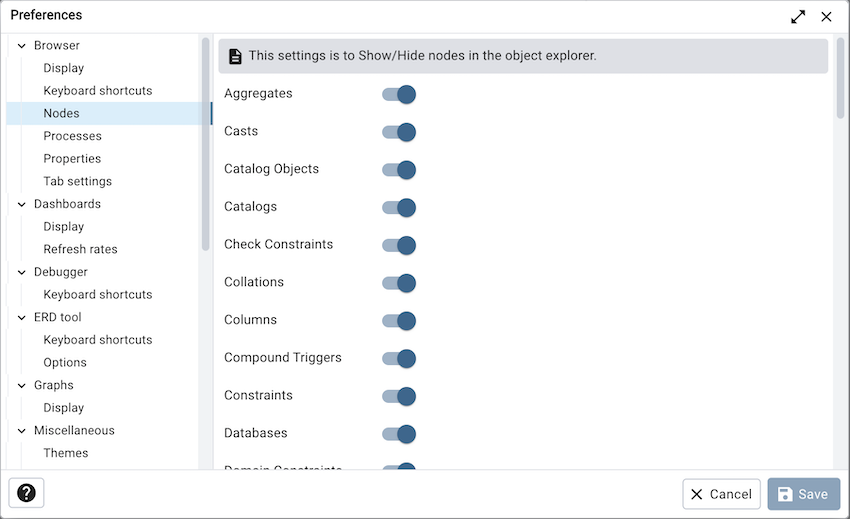 Preferences
Browser
Display
Keyboard shortcuts
Nodes
Processes
Properties
Tab settings
Dashboards
Display
Refresh rates
Debugger
Keyboard shortcuts
ERD tool
Keyboard shortcuts
Options
Graphs
Display
Miscellaneous
Themes
This settings is to Show/Hide nodes in the object explorer.
Aggregates
Casts
Catalog Objects
Catalogs
Check Constraints
Collations
Columns
Compound Triggers
Constraints
Databases
Domain Constraints
?
Cancel
Save